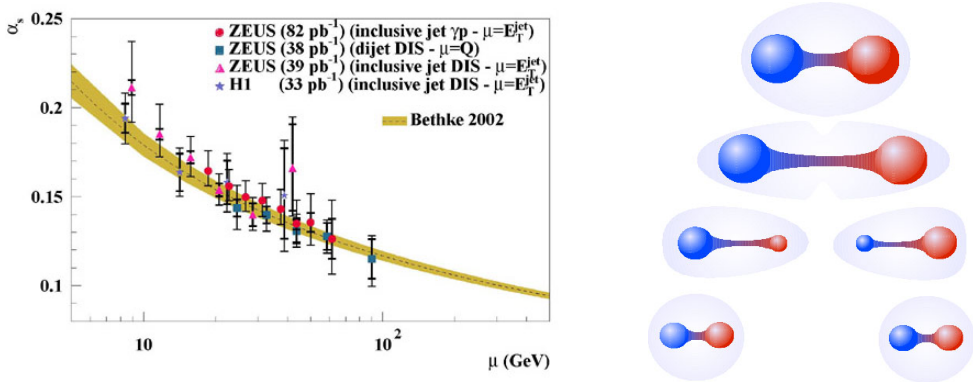 α_s
0.25
0.2
0.15
0.1
ZEUS (82 pb⁻¹) (inclusive jet γp - μ=E_T^jet)
ZEUS (38 pb⁻¹) (dijet DIS - μ=Q)
ZEUS (39 pb⁻¹) (inclusive jet DIS - μ=E_T^jet)
H1 (33 pb⁻¹) (inclusive jet DIS - μ=E_T^jet)
Bethke 2002
10
10²
μ (GeV)